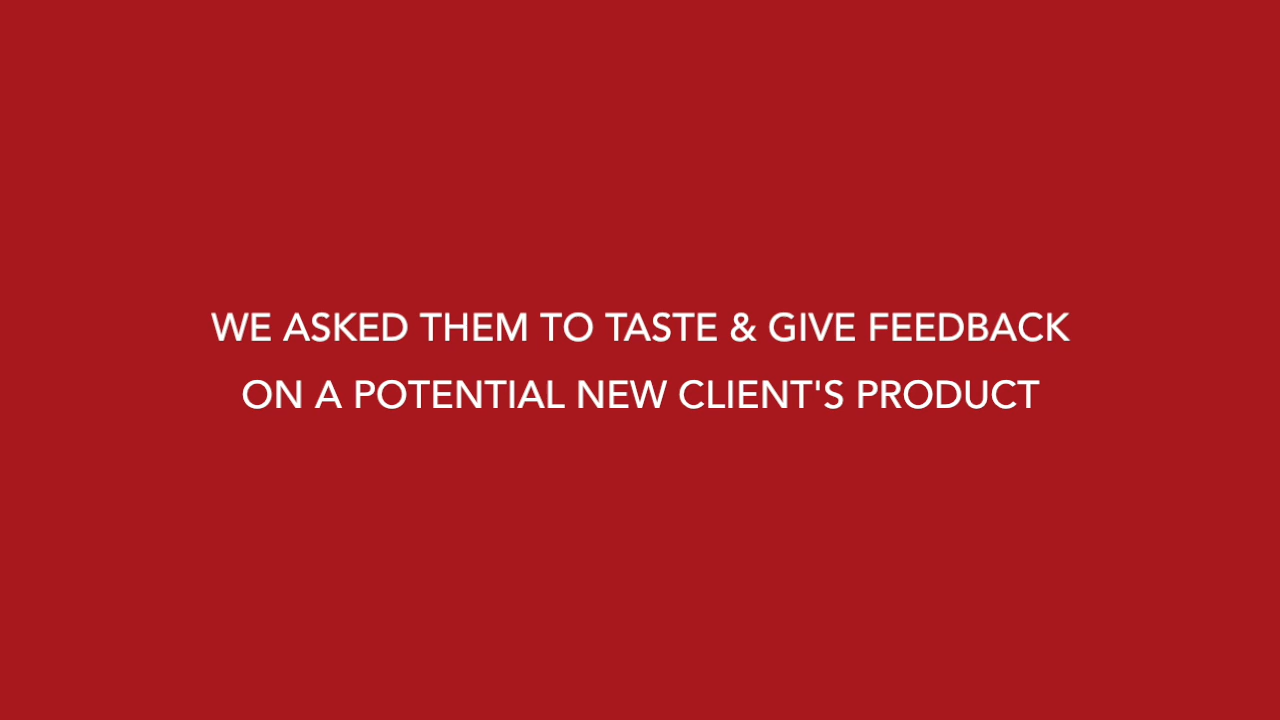 WE ASKED THEM TO TASTE & GIVE FEEDBACK
ON A POTENTIAL NEW CLIENT'S PRODUCT